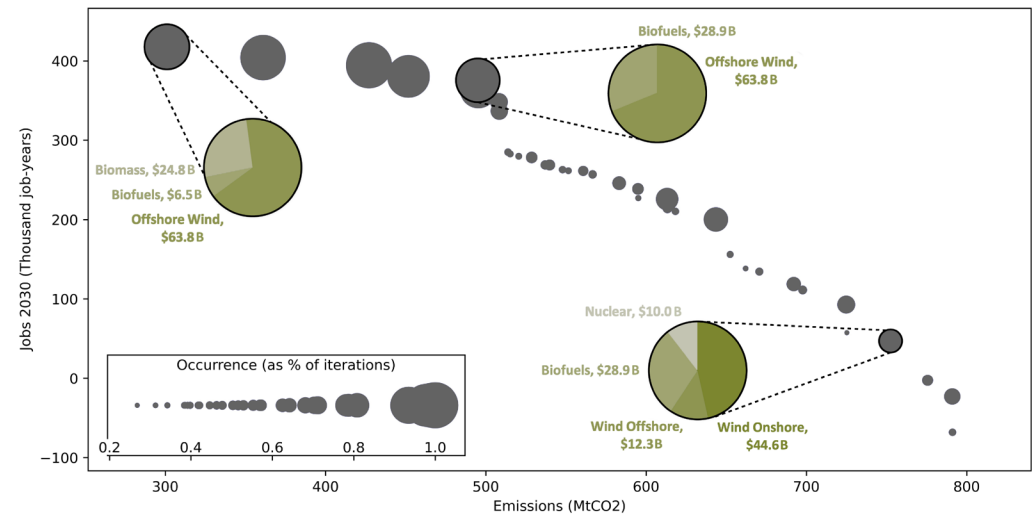 Jobs 2030 (Thousand job-years)
400
300
200
100
0
−100
Biofuels, $28.9B
Offshore Wind,
$63.8B
Biomass, $24.8B
Biofuels, $6.5B
Offshore Wind,
$63.8B
Nuclear, $10.0B
Biofuels, $28.9B
Wind Offshore,
$12.3B
Wind Onshore,
$44.6B
Occurrence (as % of iterations)
0.2 0.4 0.6 0.8 1.0
300 400 500 600 700 800
Emissions (MtCO2)